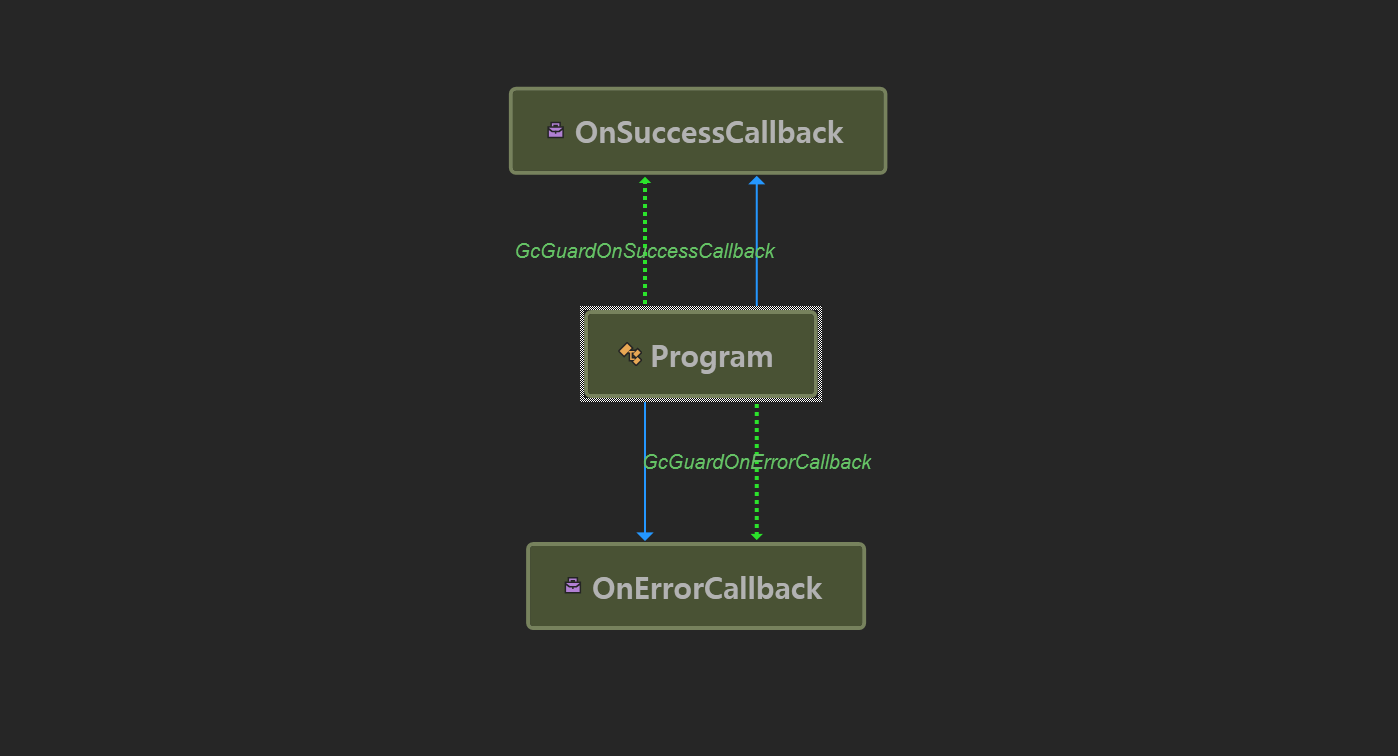 OnSuccessCallback
GcGuardOnSuccessCallback
Program
GcGuardOnErrorCallback
OnErrorCallback